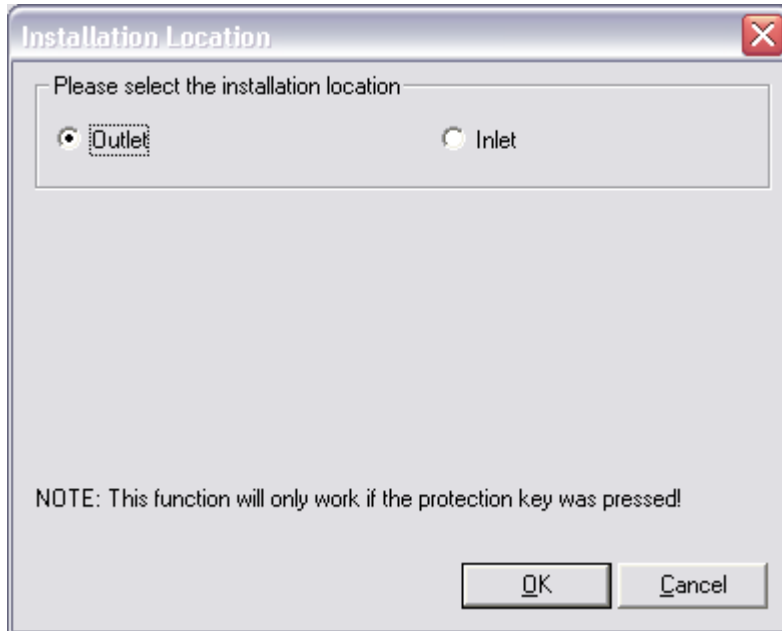 Installation Location
Please select the installation location
Outlet Inlet
NOTE: This function will only work if the protection key was pressed!
OK Cancel